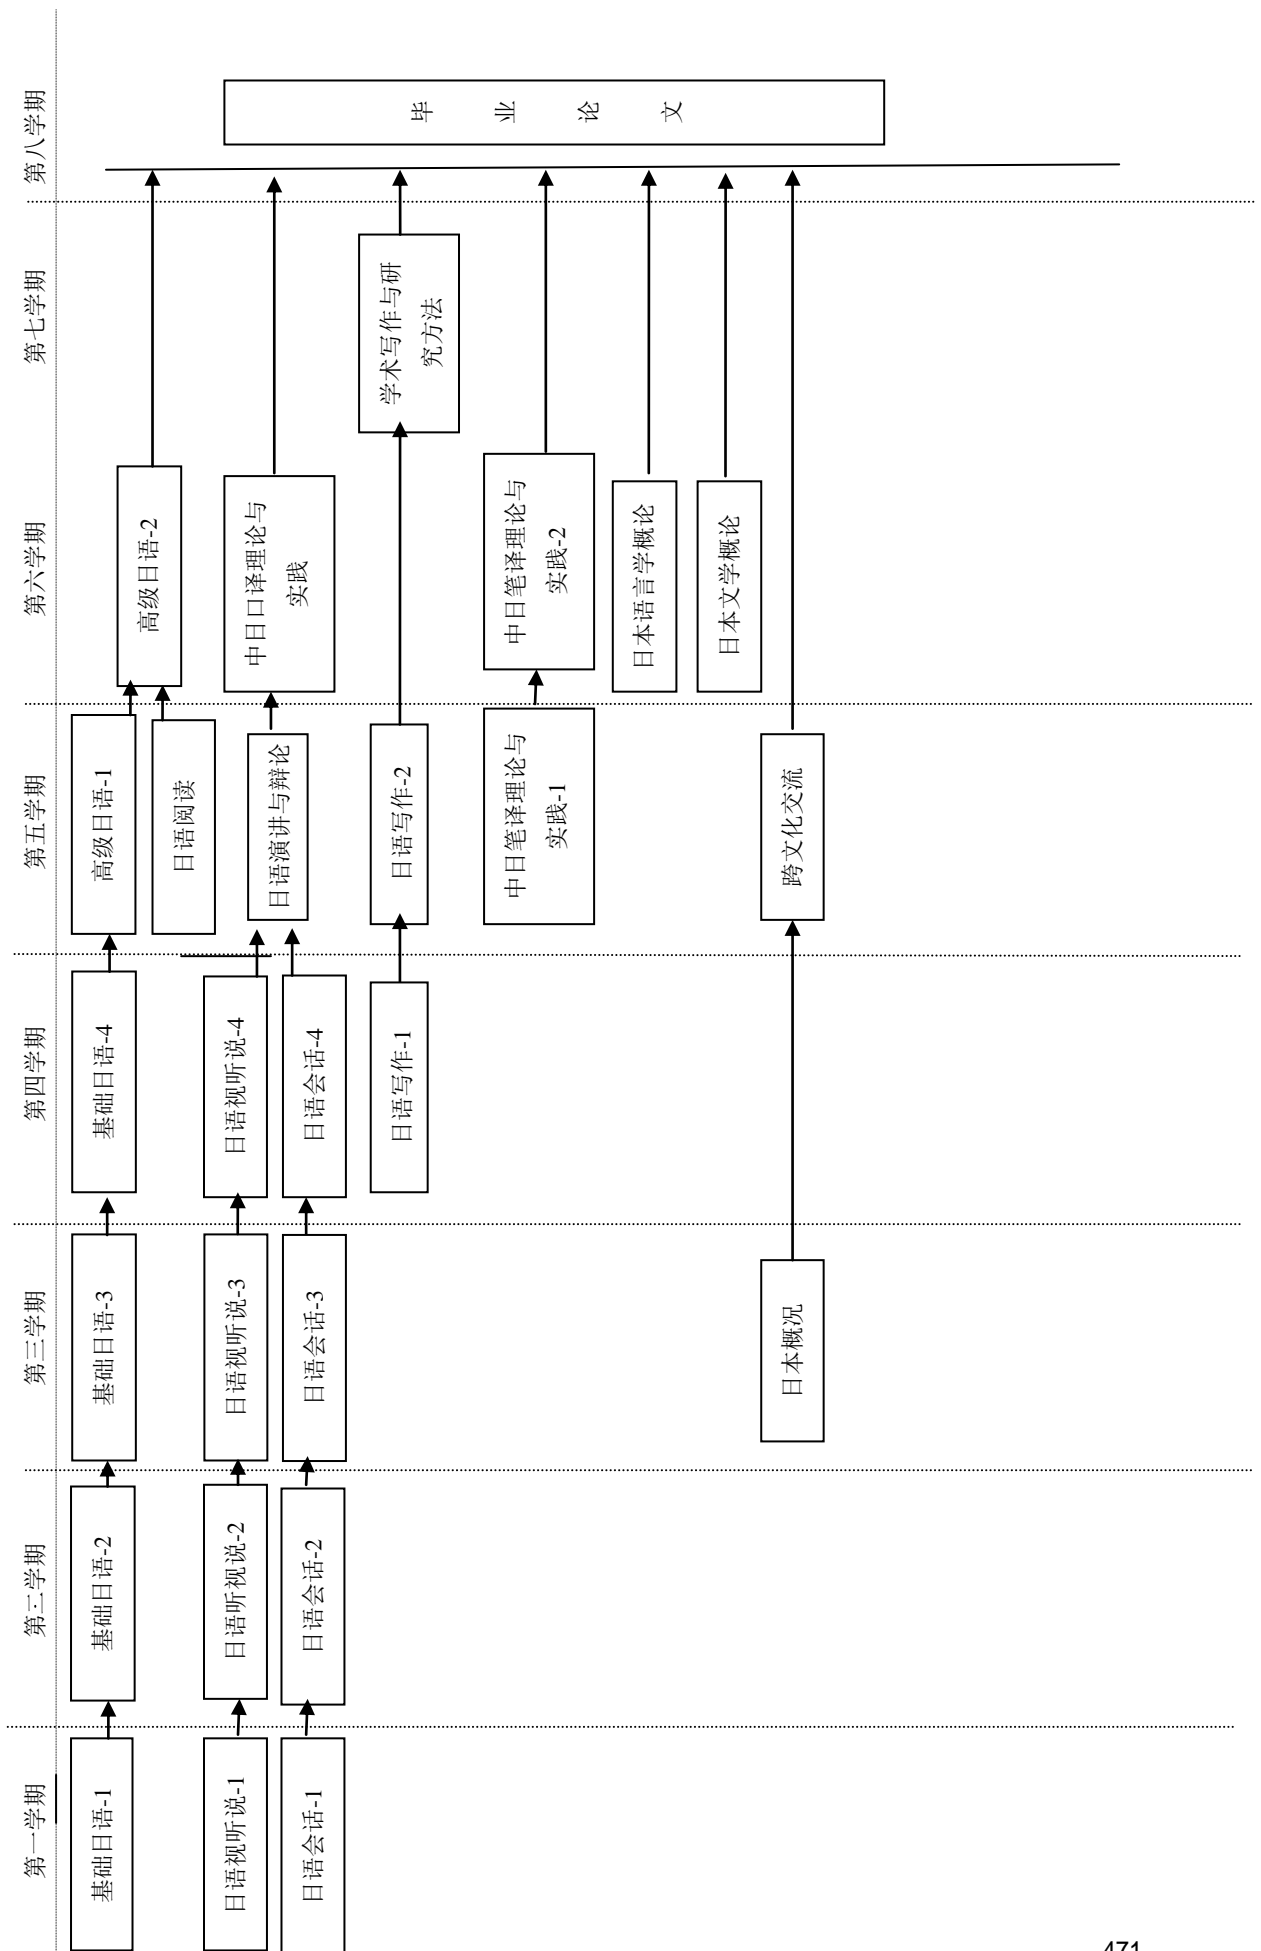 第一学期
第二学期
第三学期
第四学期
第五学期
第六学期
第七学期
第八学期
基础日语-1
基础日语-2
基础日语-3
基础日语-4
高级日语-1
高级日语-2
日语阅读
日语视听说-1
日语听视说-2
日语视听说-3
日语视听说-4
日语演讲与辩论
中日口译理论与
实践
日语会话-1
日语会话-2
日语会话-3
日语会话-4
日语写作-1
日语写作-2
学术写作与研
究方法
中日笔译理论与
实践-1
中日笔译理论与
实践-2
日本语言学概论
日本文学概论
日本概况
跨文化交流
毕 业 论 文
471